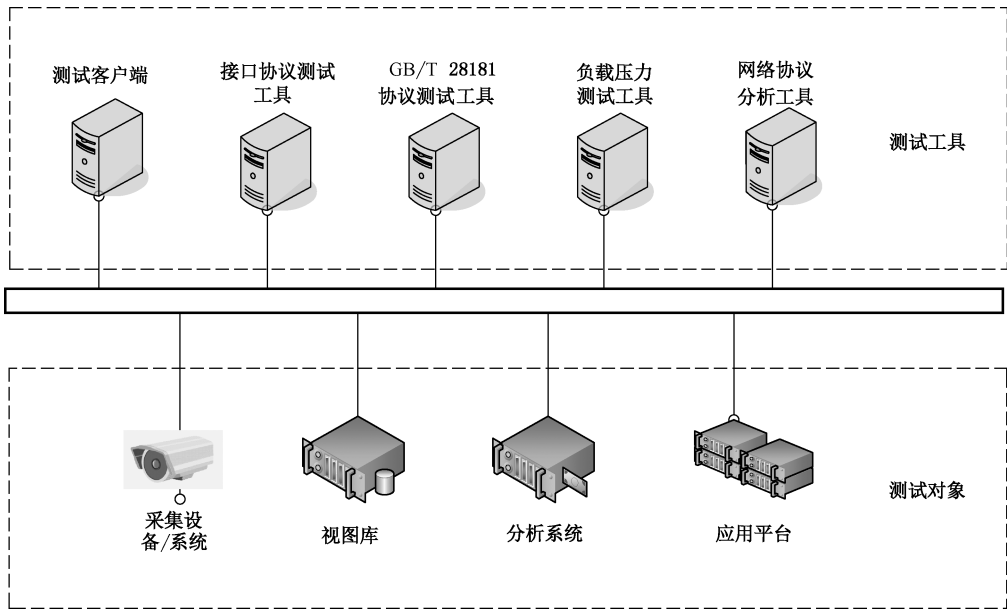 测试客户端
接口协议测试
工具
GB/T 28181
协议测试工具
负载压力
测试工具
网络协议
分析工具
测试工具
采集设
备/系统
视图库
分析系统
应用平台
测试对象